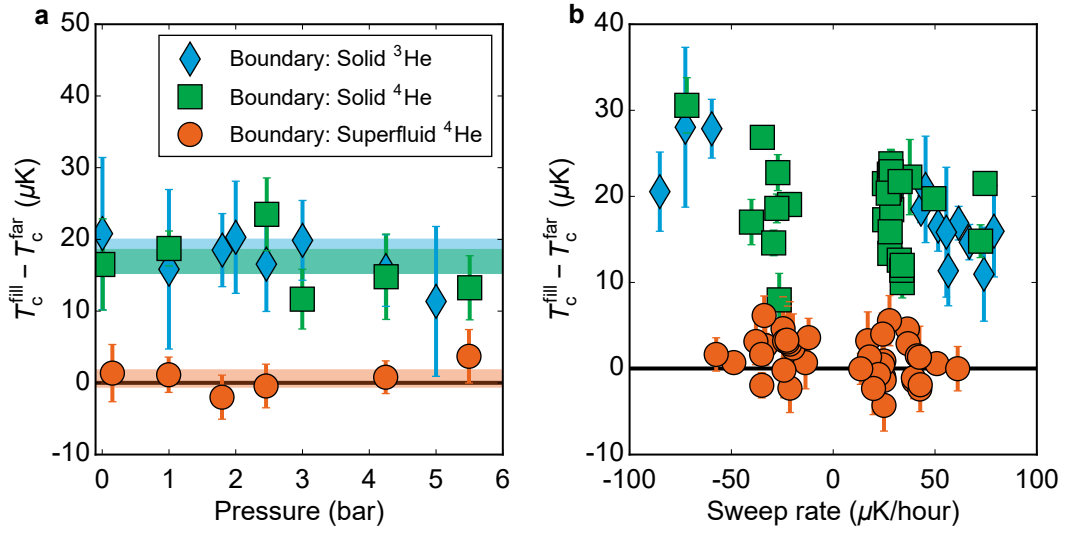 a
50
40
30
20
10
0
-10
T_c^fill − T_c^far (µK)
Boundary: Solid ³He
Boundary: Solid ⁴He
Boundary: Superfluid ⁴He
0 1 2 3 4 5 6
Pressure (bar)
b
40
30
20
10
0
-10
T_c^fill − T_c^far (µK)
-100 -50 0 50 100
Sweep rate (µK/hour)